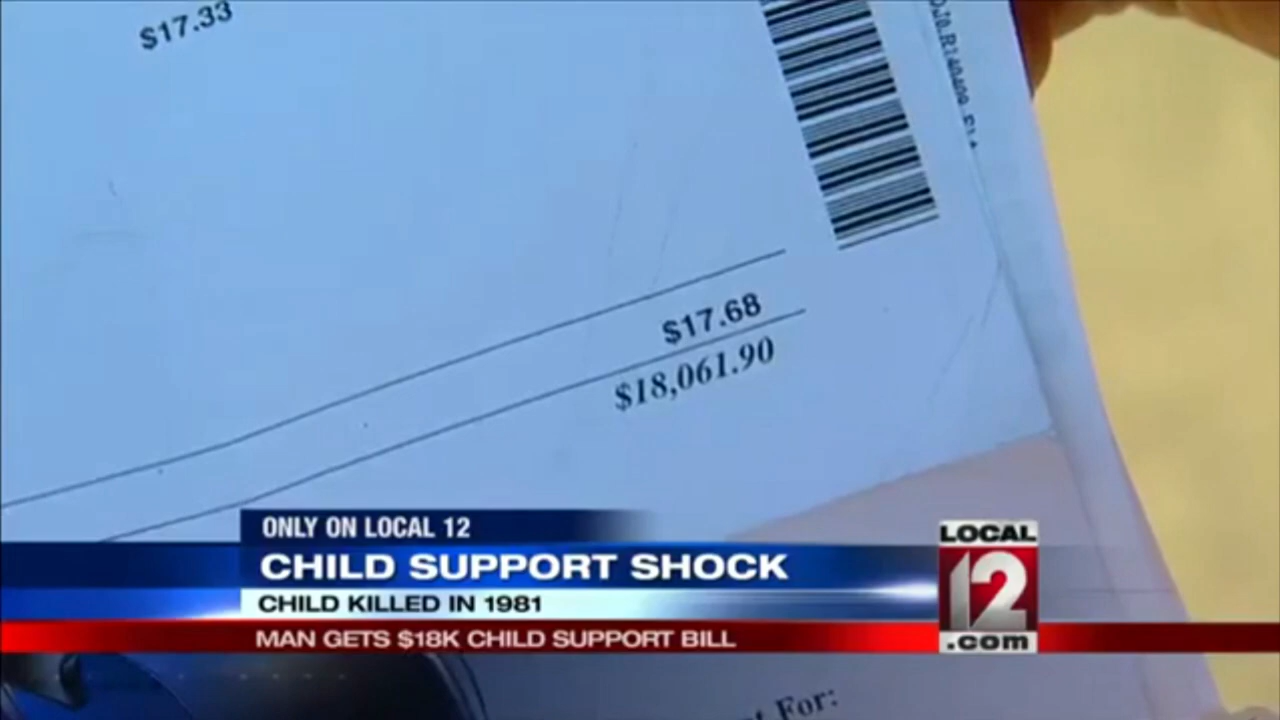 $17.33
$17.68
$18,061.90
ONLY ON LOCAL 12
CHILD SUPPORT SHOCK
CHILD KILLED IN 1981
MAN GETS $18K CHILD SUPPORT BILL
LOCAL
12
.com
For: